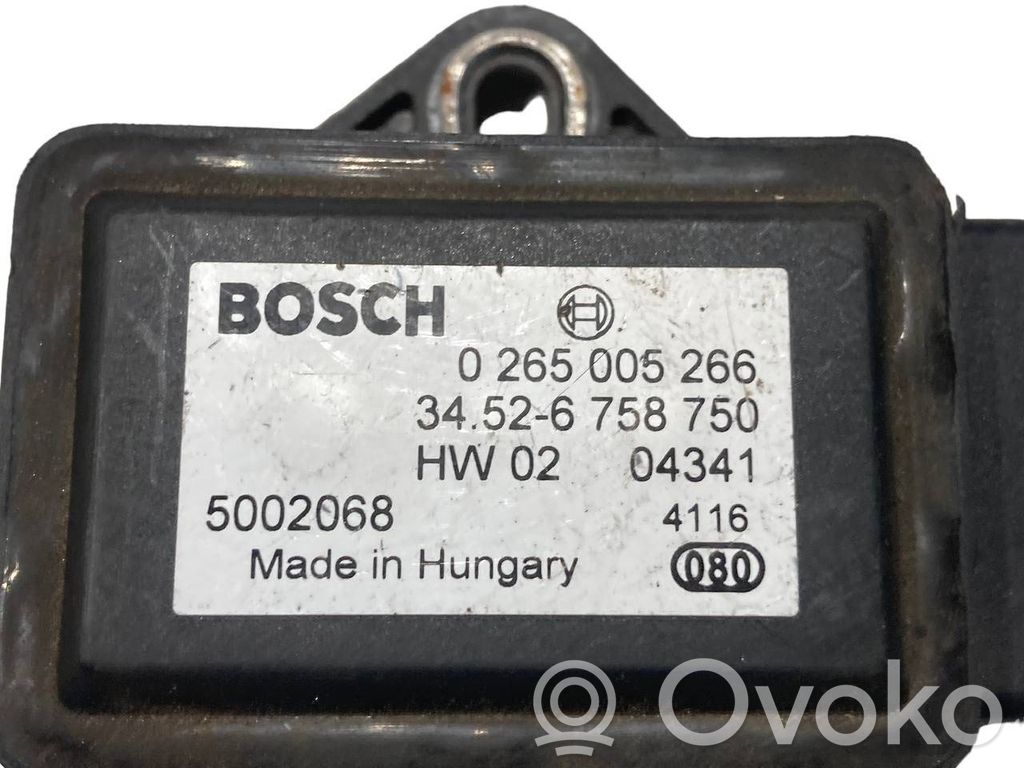 BOSCH
0 265 005 266
34.52-6 758 750
HW 02 04341
5002068 4116
Made in Hungary 080
Ovoko